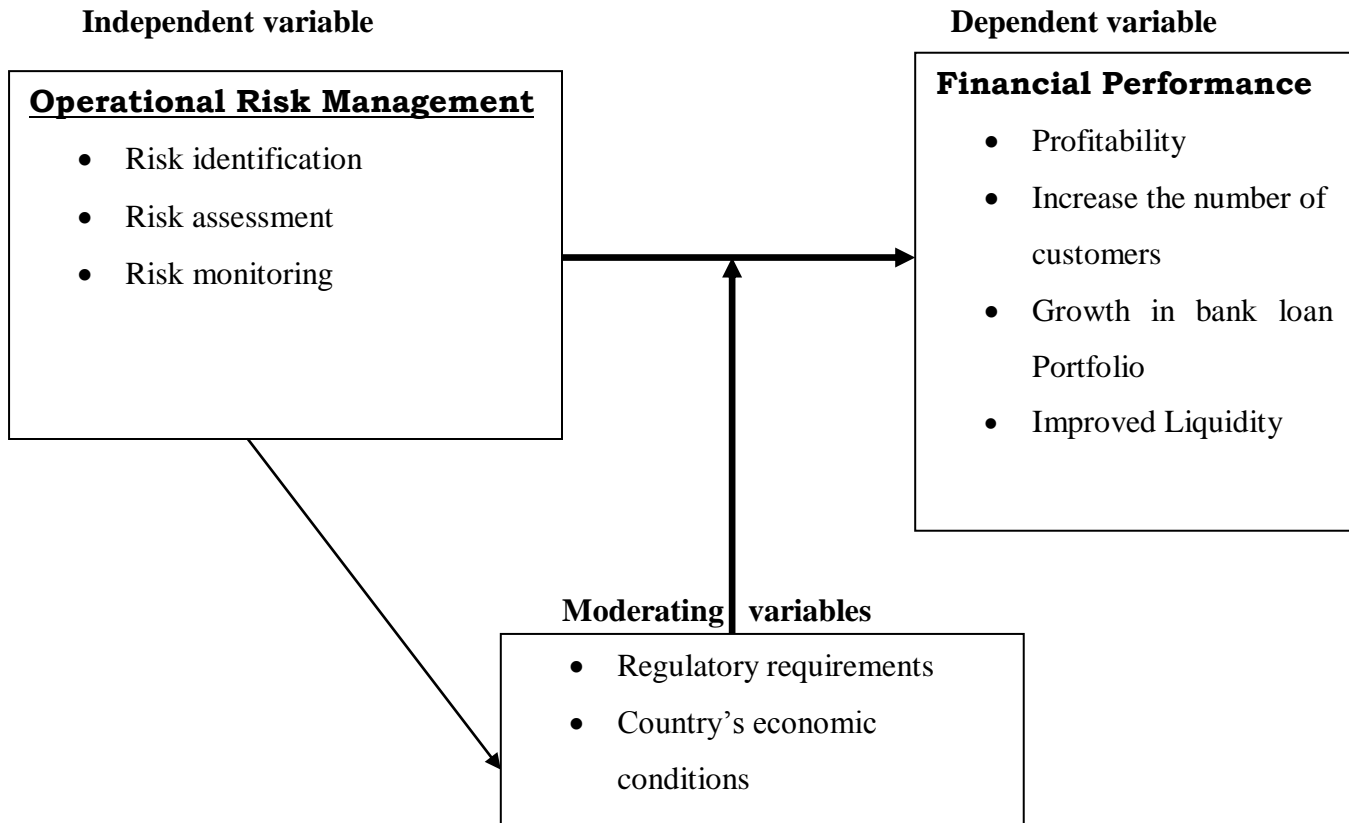 Independent variable
Dependent variable
Operational Risk Management
• Risk identification
• Risk assessment
• Risk monitoring
Financial Performance
• Profitability
• Increase the number of
customers
• Growth in bank loan
Portfolio
• Improved Liquidity
Moderating variables
• Regulatory requirements
• Country’s economic
conditions